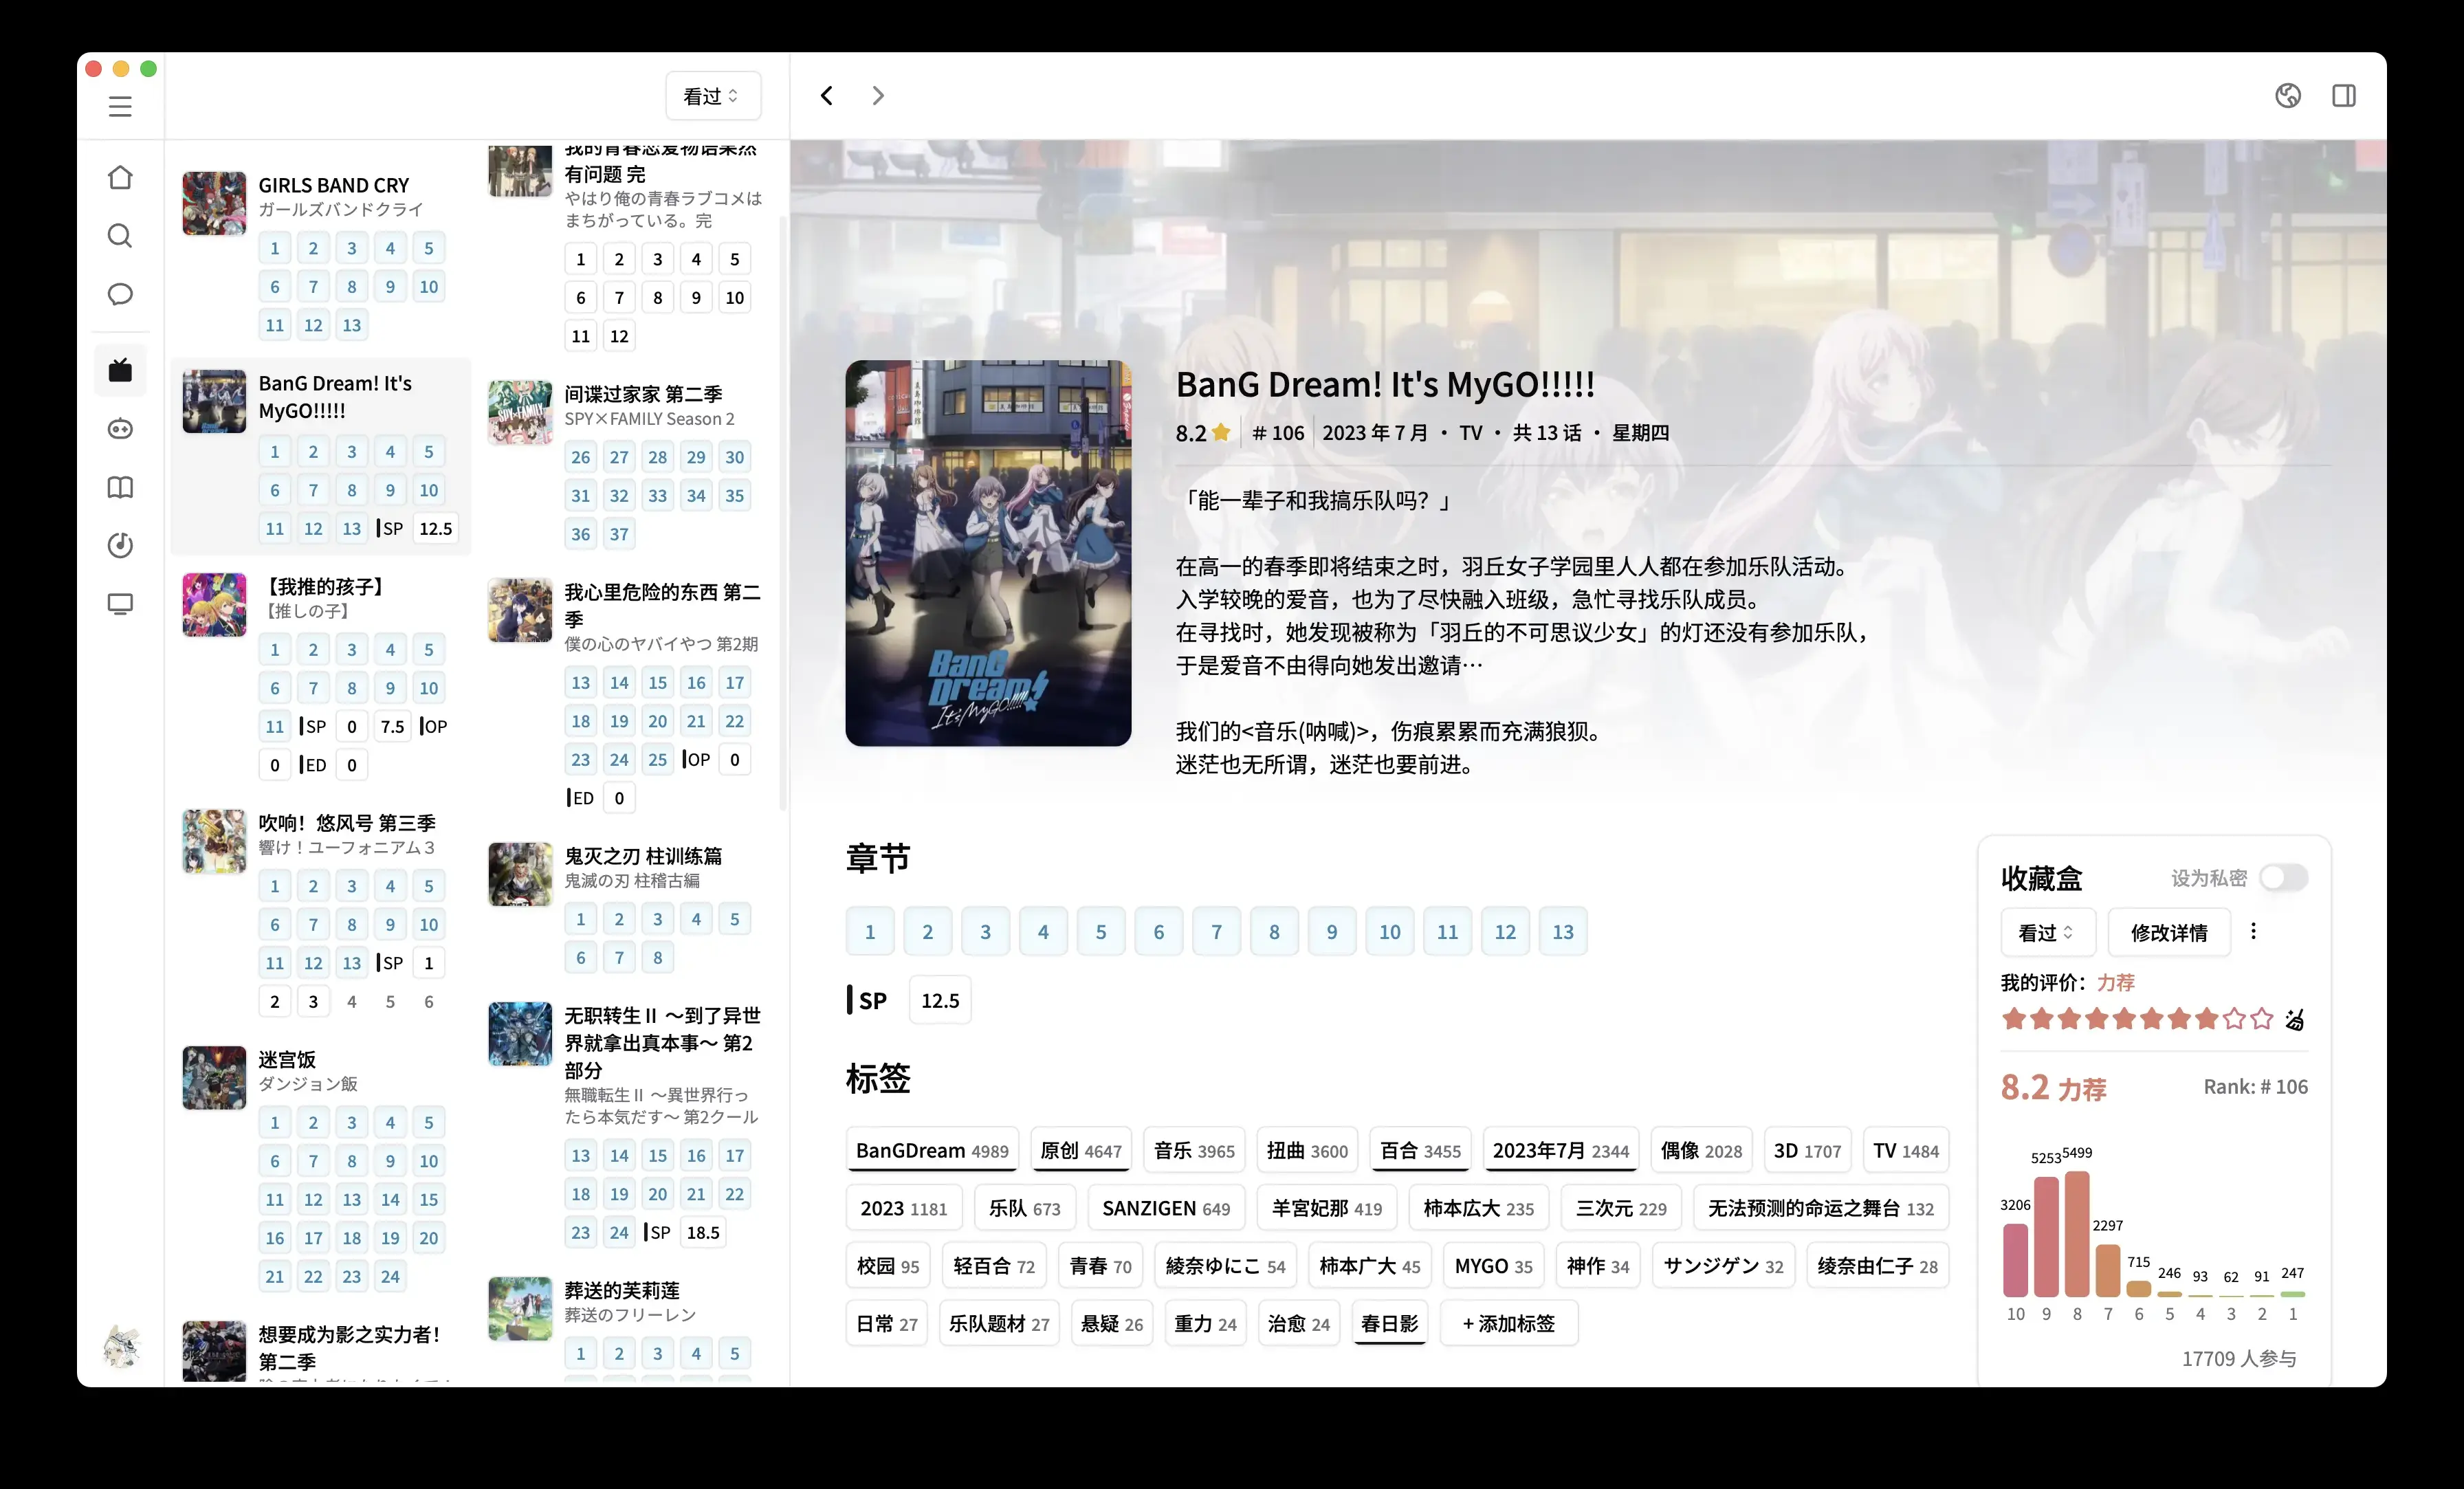 看过
GIRLS BAND CRY
ガールズバンドクライ
1 2 3 4 5
6 7 8 9 10
11 12 13
BanG Dream! It's
MyGO!!!!!
1 2 3 4 5
6 7 8 9 10
11 12 13 SP 12.5
【我推的孩子】
【推しの子】
1 2 3 4 5
6 7 8 9 10
11 SP 0 7.5 OP
0 ED 0
吹响！悠风号 第三季
響け！ユーフォニアム３
1 2 3 4 5
6 7 8 9 10
11 12 13 SP 1
2 3 4 5 6
迷宫饭
ダンジョン飯
1 2 3 4 5
6 7 8 9 10
11 12 13 14 15
16 17 18 19 20
21 22 23 24
想要成为影之实力者！
第二季
我的青春恋爱物语果然
有问题 完
やはり俺の青春ラブコメは
まちがっている。完
1 2 3 4 5
6 7 8 9 10
11 12
间谍过家家 第二季
SPY×FAMILY Season 2
26 27 28 29 30
31 32 33 34 35
36 37
我心里危险的东西 第二
季
僕の心のヤバイやつ 第2期
13 14 15 16 17
18 19 20 21 22
23 24 25 OP 0
ED 0
鬼灭之刃 柱训练篇
鬼滅の刃 柱稽古編
1 2 3 4 5
6 7 8
无职转生Ⅱ ～到了异世
界就拿出真本事～ 第2
部分
無職転生Ⅱ ～異世界行っ
たら本気だす～ 第2クール
13 14 15 16 17
18 19 20 21 22
23 24 SP 18.5
葬送的芙莉莲
葬送のフリーレン
1 2 3 4 5
BanG Dream! It's MyGO!!!!!
8.2 # 106 2023 年 7 月 · TV · 共 13 话 · 星期四
「能一辈子和我搞乐队吗？」
在高一的春季即将结束之时，羽丘女子学园里人人都在参加乐队活动。
入学较晚的爱音，也为了尽快融入班级，急忙寻找乐队成员。
在寻找时，她发现被称为「羽丘的不可思议少女」的灯还没有参加乐队，
于是爱音不由得向她发出邀请…
我们的<音乐(呐喊)>，伤痕累累而充满狼狈。
迷茫也无所谓，迷茫也要前进。
BanG
Dream!
It's MyGO!!!!!
章节
1 2 3 4 5 6 7 8 9 10 11 12 13
SP 12.5
标签
BanGDream 4989 原创 4647 音乐 3965 扭曲 3600 百合 3455 2023年7月 2344 偶像 2028 3D 1707 TV 1484
2023 1181 乐队 673 SANZIGEN 649 羊宫妃那 419 柿本広大 235 三次元 229 无法预测的命运之舞台 132
校园 95 轻百合 72 青春 70 綾奈ゆにこ 54 柿本广大 45 MYGO 35 神作 34 サンジゲン 32 绫奈由仁子 28
日常 27 乐队题材 27 悬疑 26 重力 24 治愈 24 春日影 + 添加标签
收藏盒 设为私密
看过 修改详情
我的评价：力荐
8.2 力荐 Rank: # 106
3206 5253 5499 2297 715 246 93 62 91 247
10 9 8 7 6 5 4 3 2 1
17709 人参与